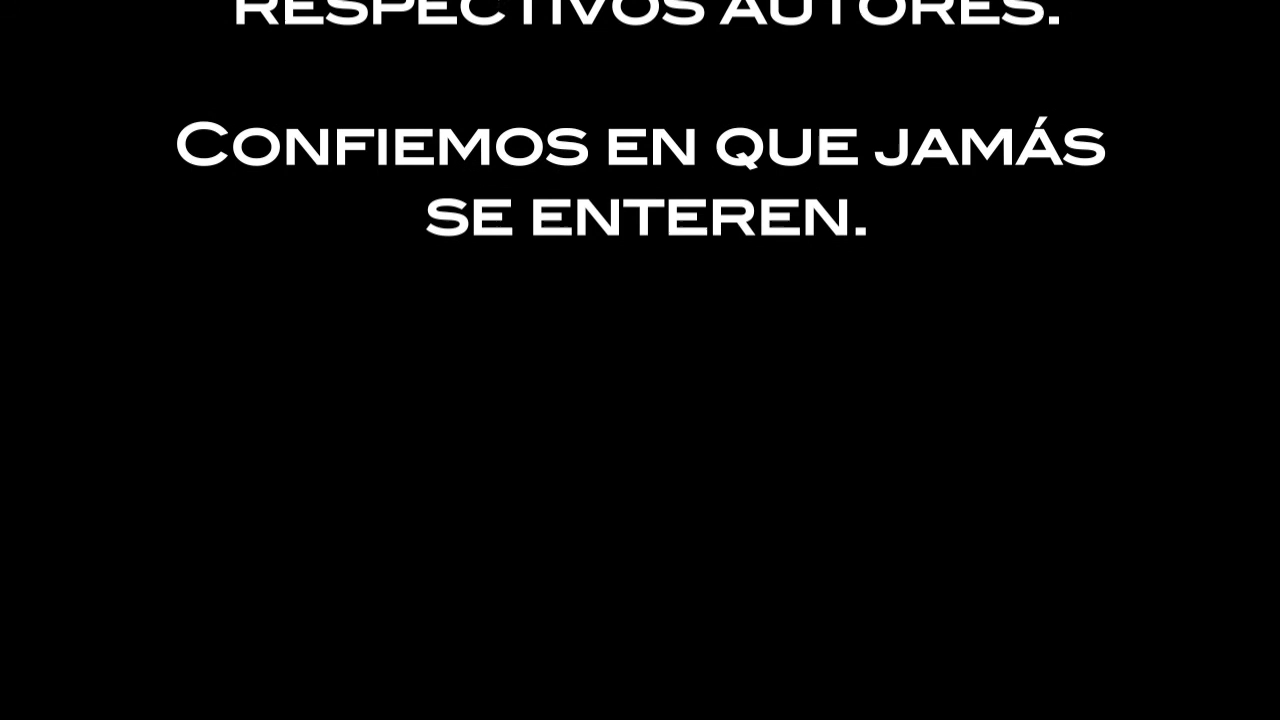 RESPECTIVOS AUTORES.
CONFIEMOS EN QUE JAMÁS
SE ENTEREN.